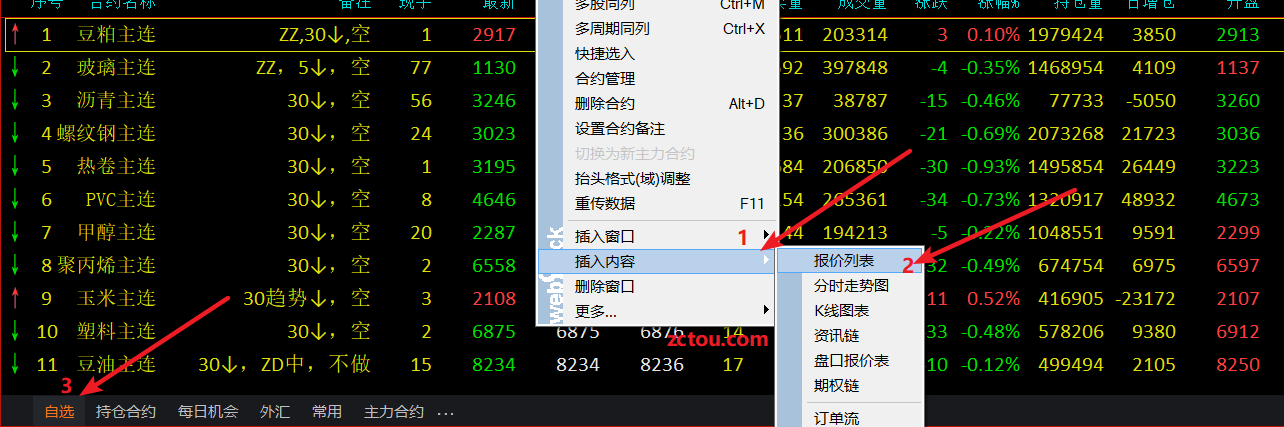 序号 合约名称 备注 现手 最新 成交量 涨跌 涨幅% 持仓量 日增仓 开盘
1 豆粕主连 ZZ,30↓,空 1 2917 203314 3 0.10% 1979424 3850 2913
2 玻璃主连 ZZ，5↓，空 77 1130 397848 -4 -0.35% 1468954 4109 1137
3 沥青主连 30↓，空 56 3246 38787 -15 -0.46% 77733 -5050 3260
4 螺纹钢主连 30↓，空 24 3023 300386 -21 -0.69% 2073268 21723 3036
5 热卷主连 30↓，空 1 3195 206850 -30 -0.93% 1495854 26449 3223
6 PVC主连 30↓，空 8 4646 265361 -34 -0.73% 1320917 48932 4673
7 甲醇主连 30↓，空 20 2287 194213 -5 -0.22% 1048551 9591 2299
8 聚丙烯主连 30↓，空 2 6558 -0.49% 674754 6975 6597
9 玉米主连 30趋势↓，空 3 2108 11 0.52% 416905 -23172 2107
10 塑料主连 30↓，空 2 6875 6875 6876 14 -0.48% 578206 9380 6912
11 豆油主连 30↓，ZD中，不做 15 8234 8234 8236 17 -0.12% 499494 2105 8250
多股同列 Ctrl+M
多周期同列 Ctrl+X
快捷选入
合约管理
删除合约 Alt+D
设置合约备注
切换为新主力合约
抬头格式(域)调整
重传数据 F11
插入窗口
插入内容
删除窗口
更多...
1
报价列表
2
分时走势图
K线图表
资讯链
盘口报价表
期权链
订单流
zctou.com
3
自选 持仓合约 每日机会 外汇 常用 主力合约 ...